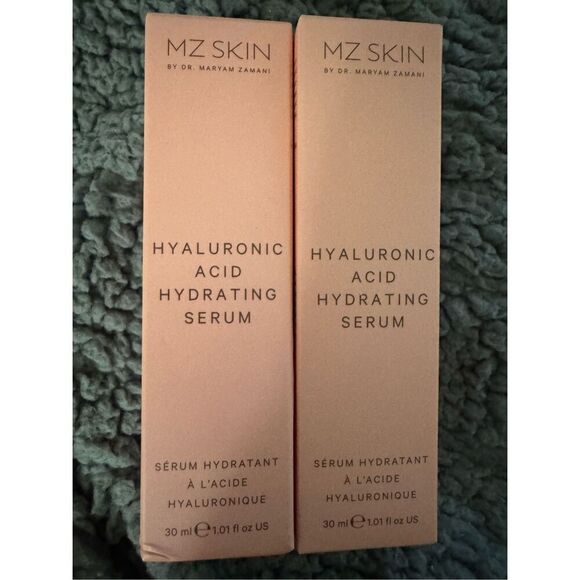 MZ SKIN
BY DR. MARYAM ZAMANI
HYALURONIC
ACID
HYDRATING
SERUM
SÉRUM HYDRATANT
À L'ACIDE
HYALURONIQUE
30 ml ℮ 1.01 fl oz US
MZ SKIN
BY DR. MARYAM ZAMANI
HYALURONIC
ACID
HYDRATING
SERUM
SÉRUM HYDRATANT
À L'ACIDE
HYALURONIQUE
30 ml ℮ 1.01 fl oz US